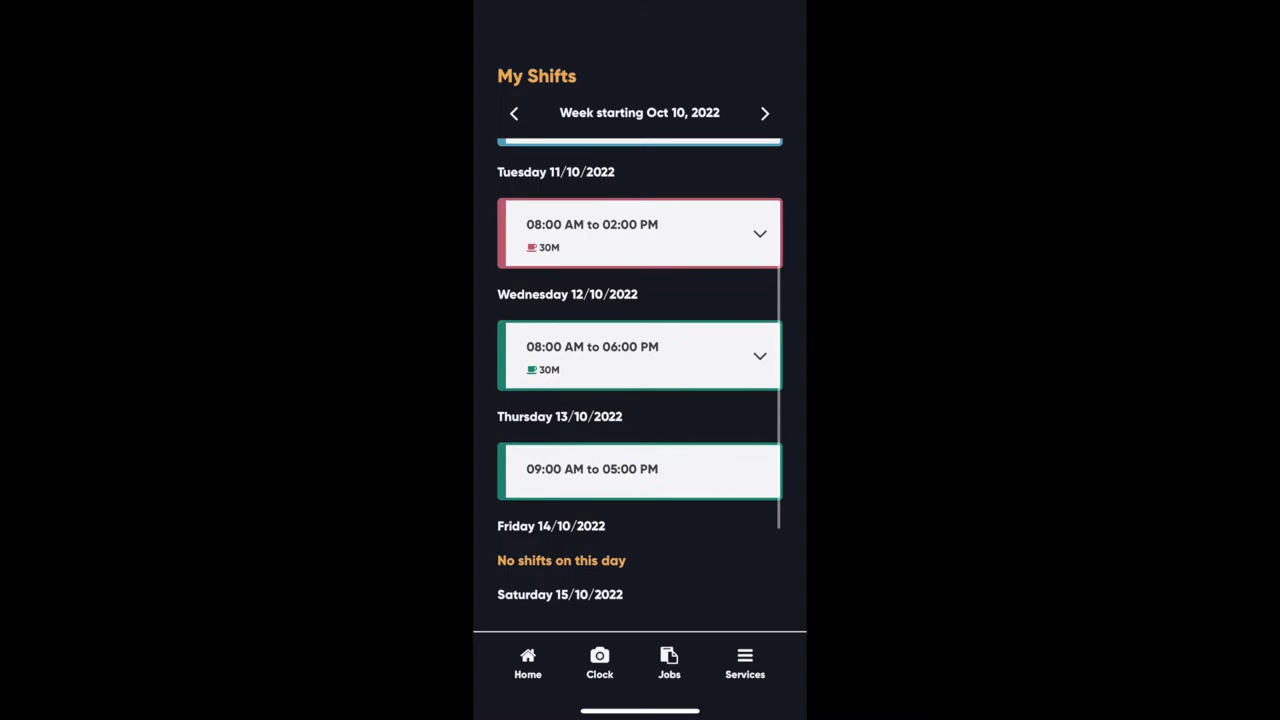 My Shifts
Week starting Oct 10, 2022
Tuesday 11/10/2022
08:00 AM to 02:00 PM
30M
Wednesday 12/10/2022
08:00 AM to 06:00 PM
30M
Thursday 13/10/2022
09:00 AM to 05:00 PM
Friday 14/10/2022
No shifts on this day
Saturday 15/10/2022
Home Clock Jobs Services